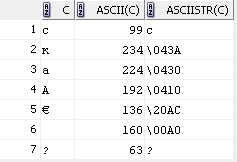 C ASCII(C) ASCIISTR(C)
1 c 99 c
2 к 234 \043A
3 а 224 \0430
4 А 192 \0410
5 € 136 \20AC
6 160 \00A0
7 ? 63 ?